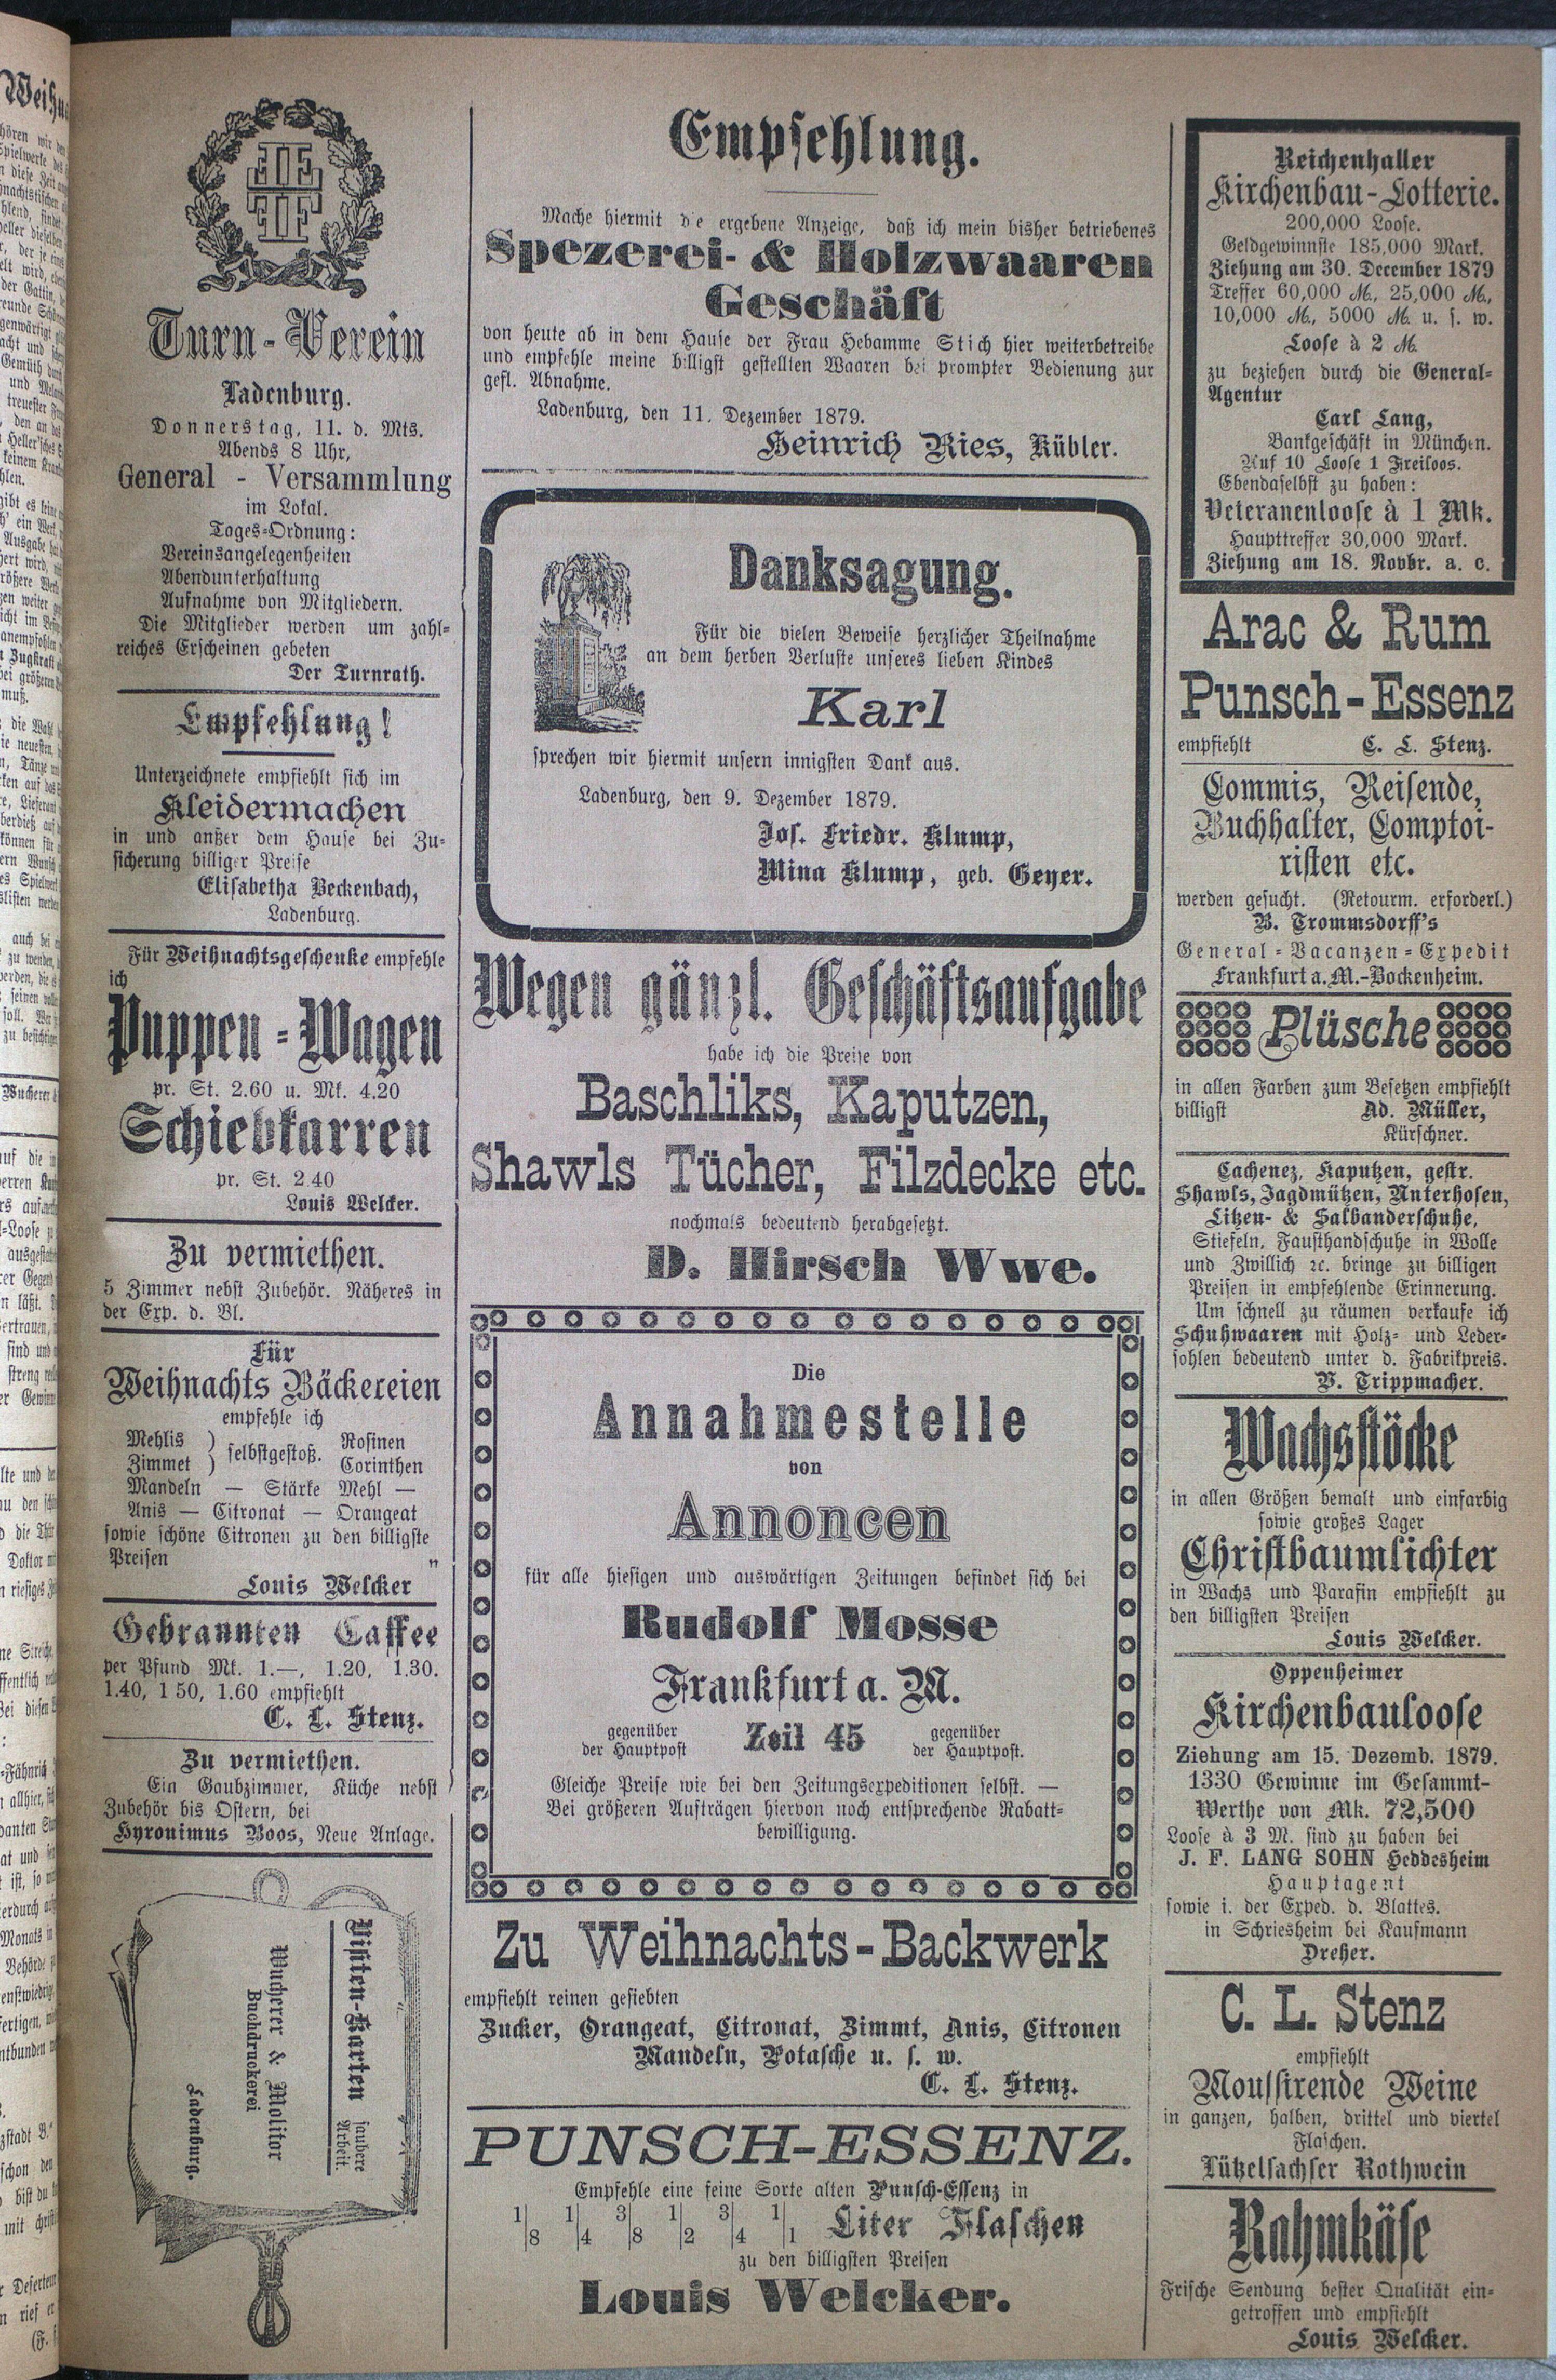 Turn-Verein
Ladenburg.
Donnerstag, 11. d. Mts.
Abends 8 Uhr,
General - Versammlung
im Lokal.
Tages-Ordnung:
Vereinsangelegenheiten
Abendunterhaltung
Aufnahme von Mitgliedern.
Die Mitglieder werden um zahl-
reiches Erscheinen gebeten
Der Turnrath.
Empfehlung!
Unterzeichnete empfiehlt sich im
Kleidermachen
in und außer dem Hause bei Zu-
sicherung billiger Preise
Elisabetha Beckenbach,
Ladenburg.
Für Weihnachtsgeschenke empfehle
ich
Puppen-Wagen
pr. St. 2.60 u. Mk. 4.20
Schiebkarren
pr. St. 2.40
Louis Welcker.
Zu vermiethen.
5 Zimmer nebst Zubehör. Näheres in
der Exp. d. Bl.
Für
Weihnachts Bäckereien
empfehle ich
Mehlis ) selbstgestoß. Rosinen
Zimmet ) Corinthen
Mandeln — Stärke Mehl —
Anis — Citronat — Orangeat
sowie schöne Citronen zu den billigste
Preisen "
Louis Welcker
Gebrannten Caffee
per Pfund Mk. 1.—, 1.20, 1.30.
1.40, 1 50, 1.60 empfiehlt
C. L. Stenz.
Zu vermiethen.
Ein Gaubzimmer, Küche nebst
Zubehör bis Ostern, bei
Hyronimus Boos, Neue Anlage.
Visiten-Karten
saubere
Arbeit
Wucherer & Molitor
Buchdruckerei
Ladenburg.
Empfehlung.
Mache hiermit die ergebene Anzeige, daß ich mein bisher betriebenes
Spezerei- & Holzwaaren
Geschäft
von heute ab in dem Hause der Frau Hebamme Stich hier weiterbetreibe
und empfehle meine billigst gestellten Waaren bei prompter Bedienung zur
gefl. Abnahme.
Ladenburg, den 11. Dezember 1879.
Heinrich Ries, Kübler.
Danksagung.
Für die vielen Beweise herzlicher Theilnahme
an dem herben Verluste unseres lieben Kindes
Karl
sprechen wir hiermit unsern innigsten Dank aus.
Ladenburg, den 9. Dezember 1879.
Jos. Friedr. Klump,
Mina Klump, geb. Geyer.
Wegen gänzl. Geschäftsaufgabe
habe ich die Preise von
Baschliks, Kaputzen,
Shawls Tücher, Filzdecke etc.
nochmals bedeutend herabgesetzt.
D. Hirsch Wwe.
Die
Annahmestelle
von
Annoncen
für alle hiesigen und auswärtigen Zeitungen befindet sich bei
Rudolf Mosse
Frankfurt a. M.
gegenüber der Hauptpost Zeil 45 gegenüber der Hauptpost.
Gleiche Preise wie bei den Zeitungsexpeditionen selbst. —
Bei größeren Aufträgen hiervon noch entsprechende Rabatt-
bewilligung.
Zu Weihnachts-Backwerk
empfiehlt reinen gesiebten
Zucker, Orangeat, Citronat, Zimmt, Anis, Citronen
Mandeln, Potasche u. s. w.
C. L. Stenz.
PUNSCH-ESSENZ.
Empfehle eine feine Sorte alten Punsch-Essenz in
1/8 1/4 3/8 1/2 3/4 1/1 Liter Flaschen
zu den billigsten Preisen
Louis Welcker.
Reichenhaller
Kirchenbau-Lotterie.
200,000 Loose.
Geldgewinnste 185,000 Mark.
Ziehung am 30. December 1879
Treffer 60,000 M., 25,000 M.,
10,000 M., 5000 M. u. s. w.
Loose à 2 M.
zu beziehen durch die General-
Agentur
Carl Lang,
Bankgeschäft in München.
Auf 10 Loose 1 Freiloos.
Ebendaselbst zu haben:
Veteranenloose à 1 Mk.
Haupttreffer 30,000 Mark.
Ziehung am 18. Novbr. a. c.
Arac & Rum
Punsch-Essenz
empfiehlt C. L. Stenz.
Commis, Reisende,
Buchhalter, Comptoi-
risten etc.
werden gesucht. (Retourm. erforderl.)
B. Trommsdorff's
General-Vacanzen-Expedit
Frankfurt a. M.-Bockenheim.
Plüsche
in allen Farben zum Besetzen empfiehlt
billigst Ad. Müller,
Kürschner.
Cachenez, Kaputzen, gestr.
Shawls, Jagdmützen, Unterhosen,
Litzen- & Salbanderschuhe,
Stiefeln, Fausthandschuhe in Wolle
und Zwillich ꝛc. bringe zu billigen
Preisen in empfehlende Erinnerung.
Um schnell zu räumen verkaufe ich
Schuhwaaren mit Holz- und Leder-
sohlen bedeutend unter d. Fabrikpreis.
B. Trippmacher.
Wachsstöcke
in allen Größen bemalt und einfarbig
sowie großes Lager
Christbaumlichter
in Wachs und Parafin empfiehlt zu
den billigsten Preisen
Louis Welcker.
Oppenheimer
Kirchenbauloose
Ziehung am 15. Dezemb. 1879.
1330 Gewinne im Gesammt-
Werthe von Mk. 72,500
Loose à 3 M. sind zu haben bei
J. F. LANG SOHN Heddesheim
Hauptagent
sowie i. der Exped. d. Blattes.
in Schriesheim bei Kaufmann
Dreher.
C. L. Stenz
empfiehlt
Moussirende Weine
in ganzen, halben, drittel und viertel
Flaschen.
Lützelsachser Rothwein
Rahmkäse
Frische Sendung bester Qualität ein-
getroffen und empfiehlt
Louis Welcker.